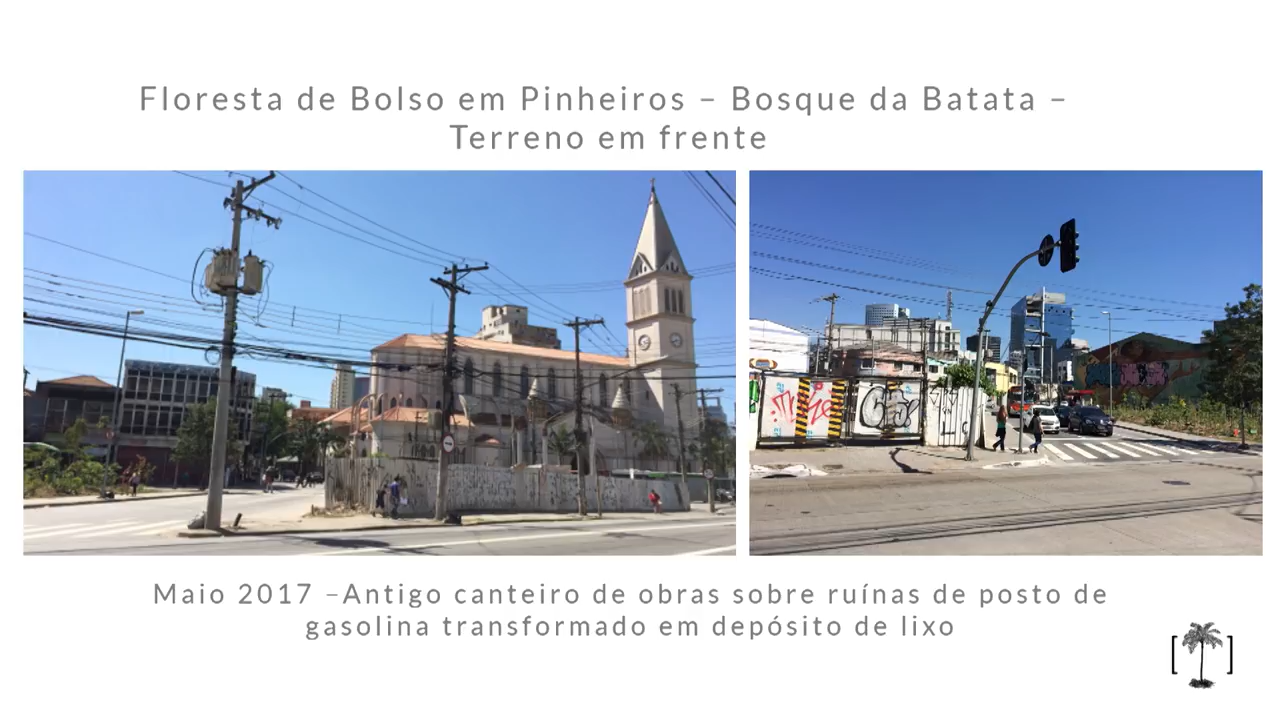 Floresta de Bolso em Pinheiros – Bosque da Batata –
Terreno em frente
Maio 2017 –Antigo canteiro de obras sobre ruínas de posto de
gasolina transformado em depósito de lixo